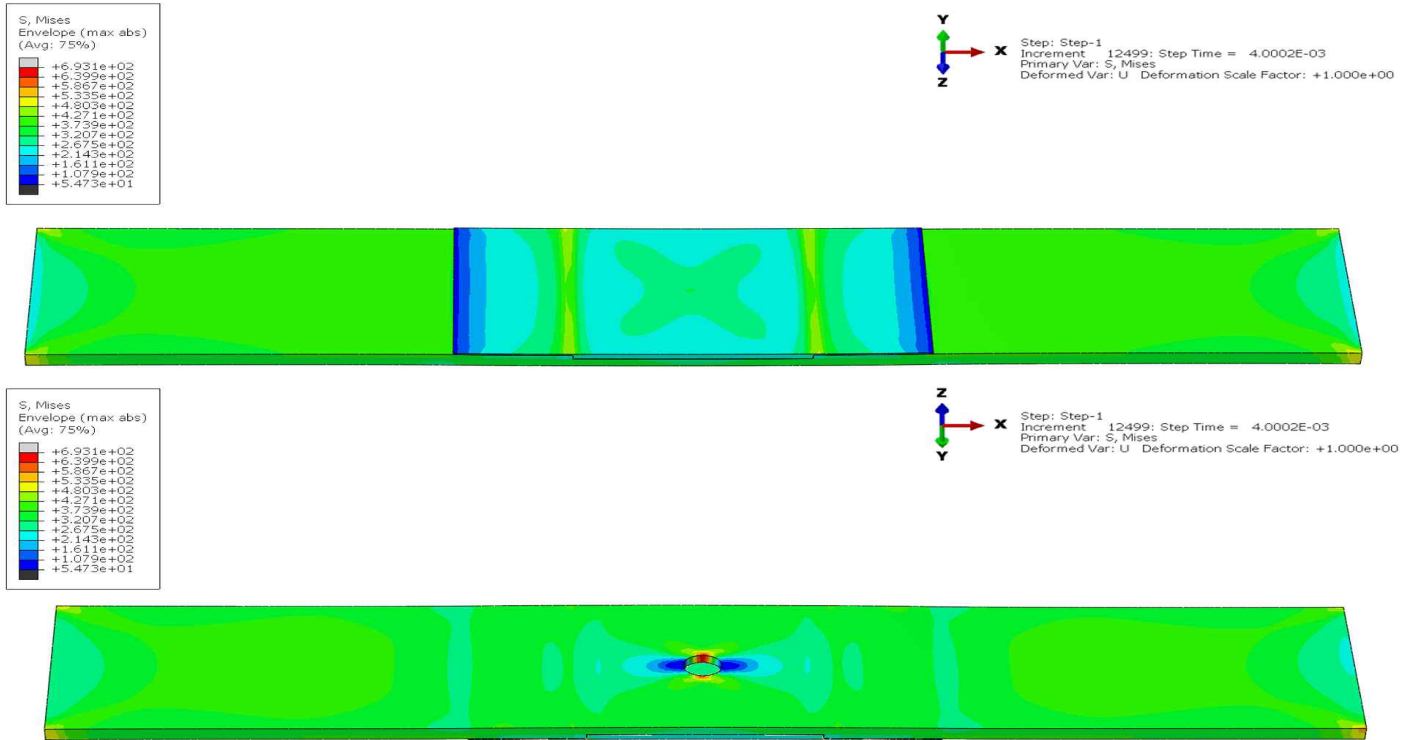 S, Mises
Envelope (max abs)
(Avg: 75%)
+6.931e+02
+6.399e+02
+5.867e+02
+5.335e+02
+4.803e+02
+4.271e+02
+3.739e+02
+3.207e+02
+2.675e+02
+2.143e+02
+1.611e+02
+1.079e+02
+5.473e+01
Y
X
Z
Step: Step-1
Increment 12499: Step Time = 4.0002E-03
Primary Var: S, Mises
Deformed Var: U Deformation Scale Factor: +1.000e+00
S, Mises
Envelope (max abs)
(Avg: 75%)
+6.931e+02
+6.399e+02
+5.867e+02
+5.335e+02
+4.803e+02
+4.271e+02
+3.739e+02
+3.207e+02
+2.675e+02
+2.143e+02
+1.611e+02
+1.079e+02
+5.473e+01
Z
X
Y
Step: Step-1
Increment 12499: Step Time = 4.0002E-03
Primary Var: S, Mises
Deformed Var: U Deformation Scale Factor: +1.000e+00